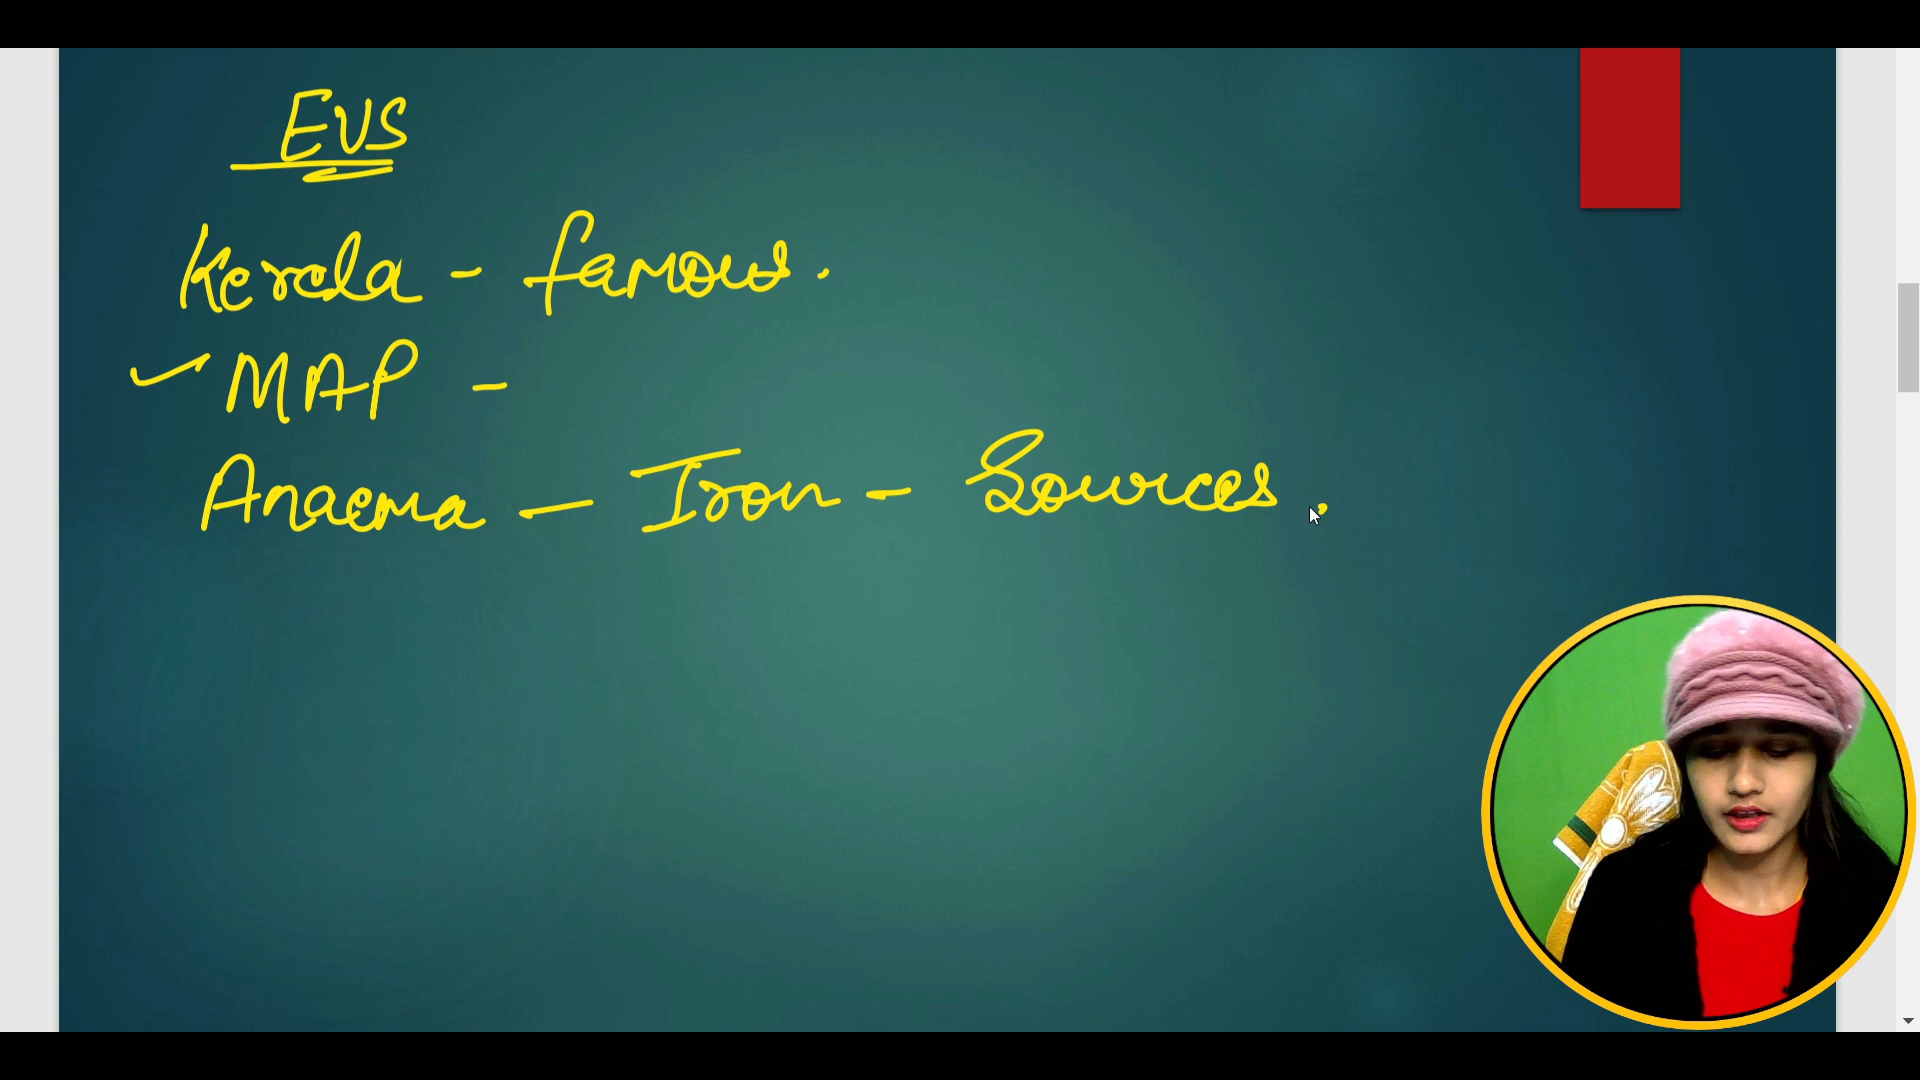 EVS
Kerala - famous.
✓ MAP -
Anaema - Iron - Sources.